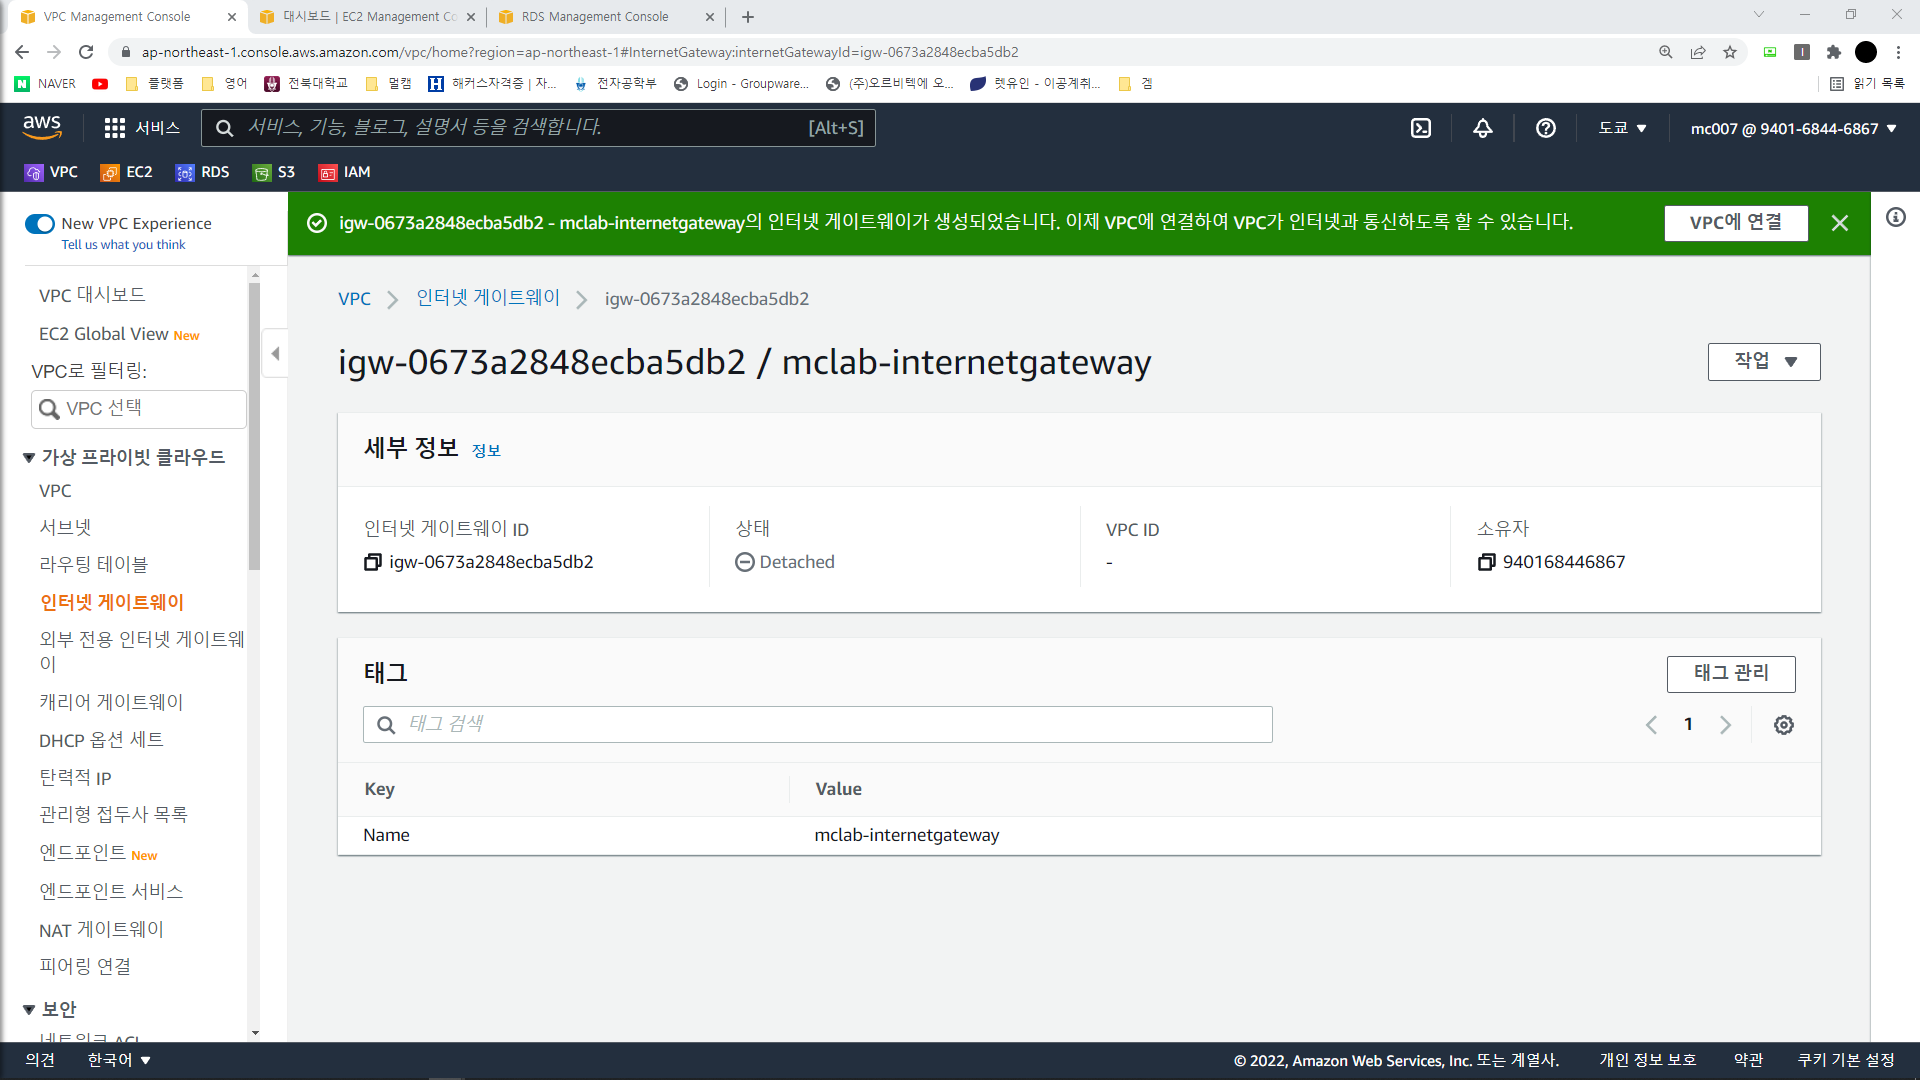 VPC Management Console
대시보드 | EC2 Management Co
RDS Management Console
ap-northeast-1.console.aws.amazon.com/vpc/home?region=ap-northeast-1#InternetGateway:internetGatewayId=igw-0673a2848ecba5db2
N NAVER 플랫폼 영어 전북대학교 멀캠 H 해커스자격증 | 자... 전자공학부 Login - Groupware... (주)오르비텍에 오... 렛유인 - 이공계취... 겜 읽기 목록
aws 서비스 서비스, 기능, 블로그, 설명서 등을 검색합니다. [Alt+S] 도쿄 mc007 @ 9401-6844-6867
VPC EC2 RDS S3 IAM
New VPC Experience
Tell us what you think
igw-0673a2848ecba5db2 - mclab-internetgateway의 인터넷 게이트웨이가 생성되었습니다. 이제 VPC에 연결하여 VPC가 인터넷과 통신하도록 할 수 있습니다. VPC에 연결
VPC 대시보드
EC2 Global View New
VPC로 필터링:
VPC 선택
가상 프라이빗 클라우드
VPC
서브넷
라우팅 테이블
인터넷 게이트웨이
외부 전용 인터넷 게이트웨
이
캐리어 게이트웨이
DHCP 옵션 세트
탄력적 IP
관리형 접두사 목록
엔드포인트 New
엔드포인트 서비스
NAT 게이트웨이
피어링 연결
보안
네트워크 ACL
VPC 인터넷 게이트웨이 igw-0673a2848ecba5db2
igw-0673a2848ecba5db2 / mclab-internetgateway
작업
세부 정보 정보
인터넷 게이트웨이 ID
igw-0673a2848ecba5db2
상태
Detached
VPC ID
-
소유자
940168446867
태그
태그 관리
태그 검색
1
Key Value
Name mclab-internetgateway
의견 한국어 © 2022, Amazon Web Services, Inc. 또는 계열사. 개인 정보 보호 약관 쿠키 기본 설정